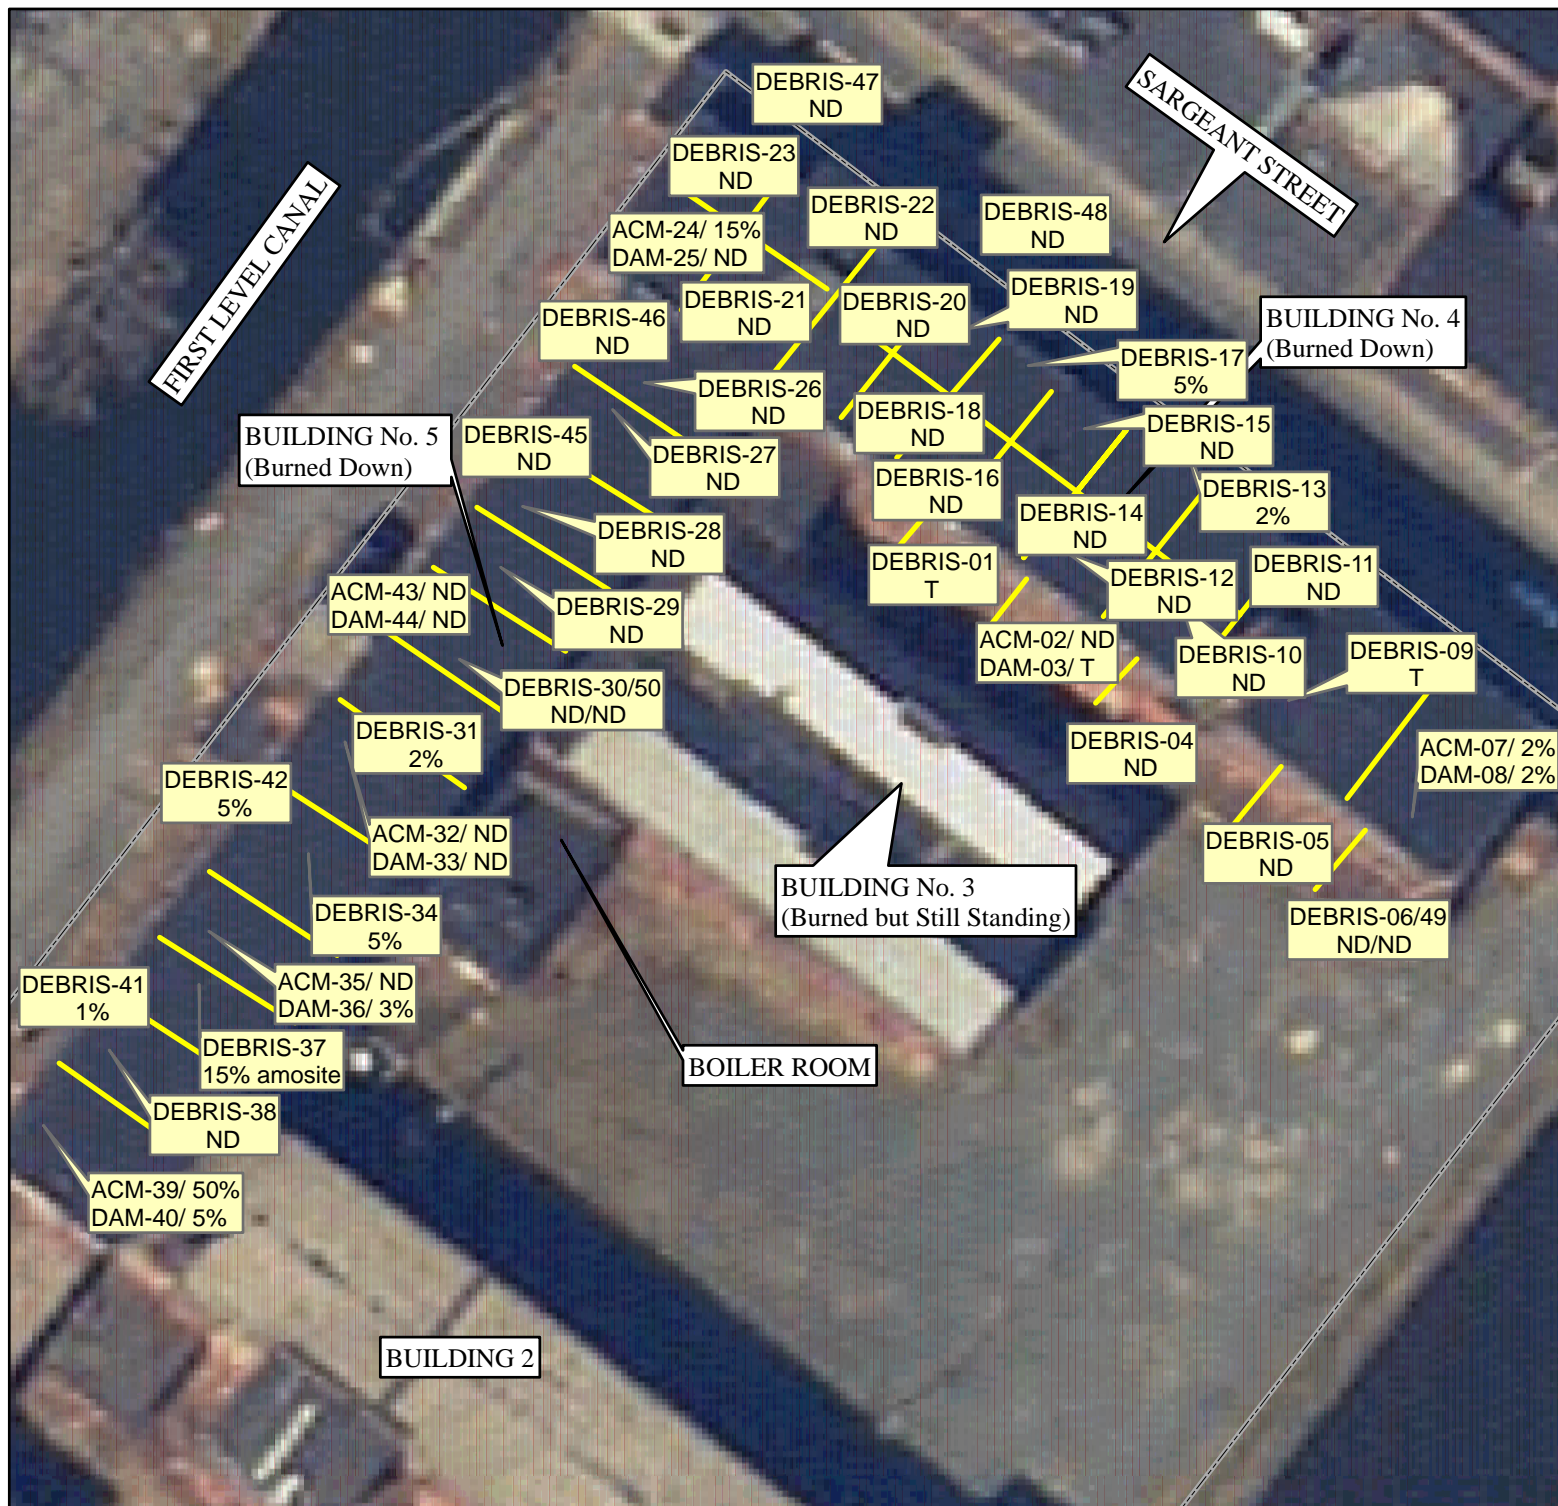 DEBRIS-47
ND
SARGEANT STREET
DEBRIS-23
ND
FIRST LEVEL CANAL
DEBRIS-22
ND
DEBRIS-48
ND
ACM-24/ 15%
DAM-25/ ND
DEBRIS-21
ND
DEBRIS-20
ND
DEBRIS-19
ND
DEBRIS-46
ND
BUILDING No. 4
(Burned Down)
DEBRIS-17
5%
DEBRIS-26
ND
DEBRIS-18
ND
DEBRIS-15
ND
BUILDING No. 5
(Burned Down)
DEBRIS-45
ND
DEBRIS-27
ND
DEBRIS-16
ND
DEBRIS-13
2%
DEBRIS-28
ND
DEBRIS-14
ND
DEBRIS-01
T
DEBRIS-12
ND
DEBRIS-11
ND
ACM-43/ ND
DAM-44/ ND
DEBRIS-29
ND
ACM-02/ ND
DAM-03/ T
DEBRIS-10
ND
DEBRIS-09
T
DEBRIS-30/50
ND/ND
DEBRIS-31
2%
DEBRIS-04
ND
ACM-07/ 2%
DAM-08/ 2%
DEBRIS-42
5%
ACM-32/ ND
DAM-33/ ND
DEBRIS-05
ND
BUILDING No. 3
(Burned but Still Standing)
DEBRIS-34
5%
DEBRIS-06/49
ND/ND
ACM-35/ ND
DAM-36/ 3%
DEBRIS-41
1%
DEBRIS-37
15% amosite
BOILER ROOM
DEBRIS-38
ND
ACM-39/ 50%
DAM-40/ 5%
BUILDING 2